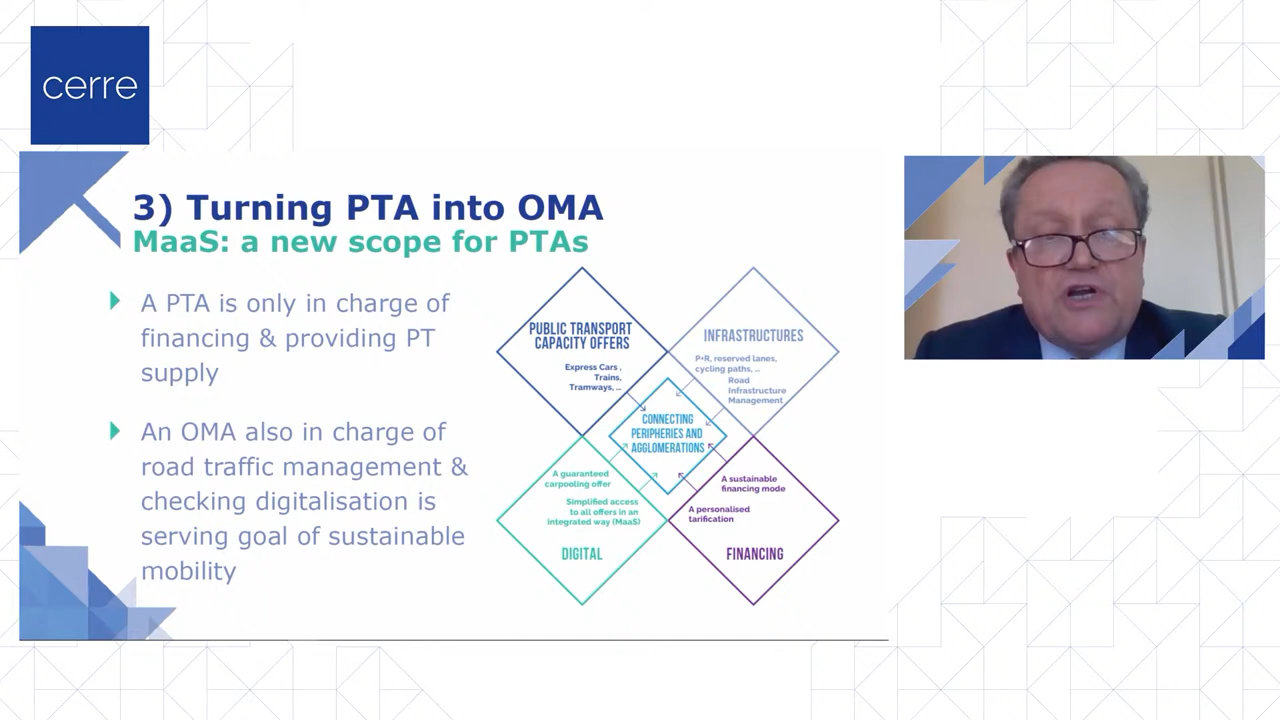 cerre
3) Turning PTA into OMA
MaaS: a new scope for PTAs
A PTA is only in charge of
financing & providing PT
supply
An OMA also in charge of
road traffic management &
checking digitalisation is
serving goal of sustainable
mobility
PUBLIC TRANSPORT
CAPACITY OFFERS
Express Cars ,
Trains,
Tramways, ...
INFRASTRUCTURES
P+R, reserved lanes,
cycling paths, ...
Road
Infrastructure
Management
CONNECTING
PERIPHERIES AND
AGGLOMERATIONS
A guaranteed
carpooling offer
Simplified access
to all offers in an
integrated way (MaaS)
DIGITAL
A sustainable
financing mode
A personalised
tarification
FINANCING